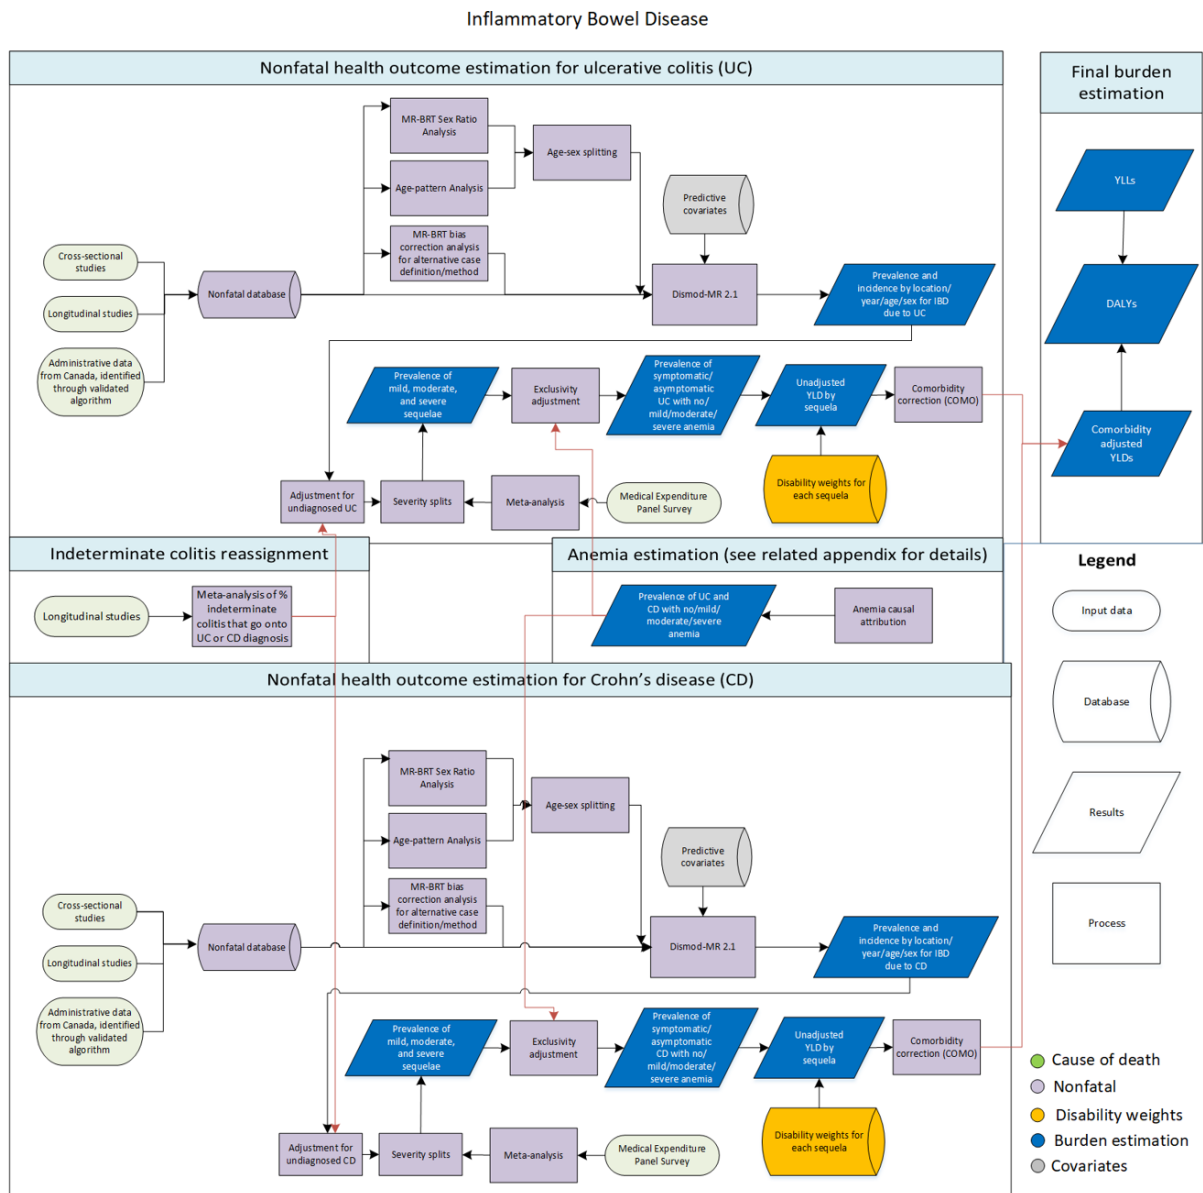 Inflammatory Bowel Disease
Nonfatal health outcome estimation for ulcerative colitis (UC)
MR-BRT Sex Ratio
Analysis
Age-sex splitting
Age-pattern Analysis
Predictive
covariates
MR-BRT bias
correction analysis
for alternative case
definition/method
Cross-sectional
studies
Longitudinal studies
Administrative data
from Canada, identified
through validated
algorithm
Nonfatal database
Dismod-MR 2.1
Prevalence and
incidence by location/
year/age/sex for IBD
due to UC
Prevalence of
mild, moderate,
and severe
sequelae
Exclusivity
adjustment
Prevalence of
symptomatic/
asymptomatic
UC with no/
mild/moderate/
severe anemia
Unadjusted
YLD by
sequela
Comorbidity
correction (COMO)
Adjustment for
undiagnosed UC
Severity splits
Meta-analysis
Medical Expenditure
Panel Survey
Disability weights for
each sequela
Final burden
estimation
YLLs
DALYs
Comorbidity
adjusted
YLDs
Indeterminate colitis reassignment
Longitudinal studies
Meta-analysis of %
indeterminate
colitis that go onto
UC or CD diagnosis
Anemia estimation (see related appendix for details)
Prevalence of UC
and CD with no/mild/
moderate/severe
anemia
Anemia causal
attribution
Nonfatal health outcome estimation for Crohn's disease (CD)
MR-BRT Sex Ratio
Analysis
Age-sex splitting
Age-pattern Analysis
Predictive
covariates
MR-BRT bias
correction analysis
for alternative case
definition/method
Cross-sectional
studies
Longitudinal studies
Administrative data
from Canada, identified
through validated
algorithm
Nonfatal database
Dismod-MR 2.1
Prevalence and
incidence by location/
year/age/sex for IBD
due to CD
Prevalence of
mild, moderate,
and severe
sequelae
Exclusivity
adjustment
Prevalence of
symptomatic/
asymptomatic
CD with no/
mild/moderate/
severe anemia
Unadjusted
YLD by
sequela
Comorbidity
correction (COMO)
Adjustment for
undiagnosed CD
Severity splits
Meta-analysis
Medical Expenditure
Panel Survey
Disability weights for
each sequela
Legend
Input data
Database
Results
Process
Cause of death
Nonfatal
Disability weights
Burden estimation
Covariates